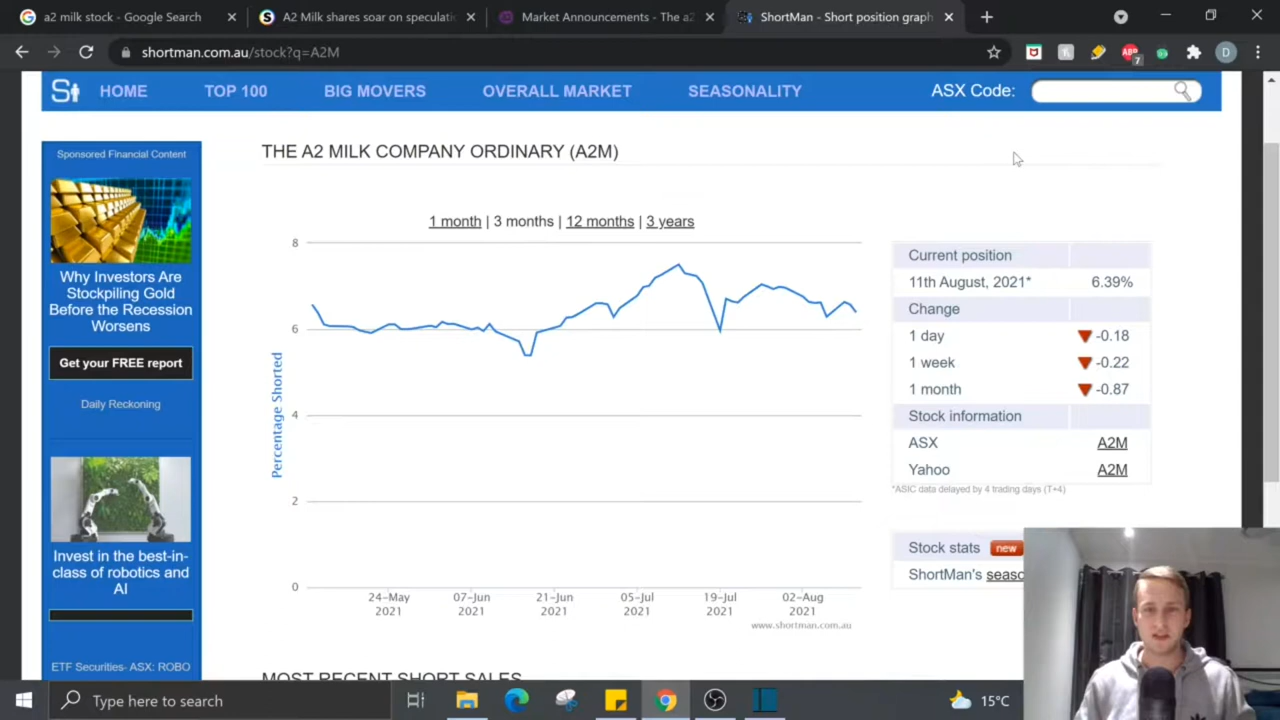 a2 milk stock - Google Search
A2 Milk shares soar on speculati
Market Announcements - The a2
ShortMan - Short position graph
shortman.com.au/stock?q=A2M
7
D
HOME
TOP 100
BIG MOVERS
OVERALL MARKET
SEASONALITY
ASX Code:
Sponsored Financial Content
Why Investors Are
Stockpiling Gold
Before the Recession
Worsens
Get your FREE report
Daily Reckoning
Invest in the best-in-
class of robotics and
AI
ETF Securities- ASX: ROBO
THE A2 MILK COMPANY ORDINARY (A2M)
1 month | 3 months | 12 months | 3 years
8
6
4
2
0
Percentage Shorted
24-May
2021
07-Jun
2021
21-Jun
2021
05-Jul
2021
19-Jul
2021
02-Aug
2021
www.shortman.com.au
MOST RECENT SHORT SALES
Current position
11th August, 2021* 6.39%
Change
1 day -0.18
1 week -0.22
1 month -0.87
Stock information
ASX A2M
Yahoo A2M
*ASIC data delayed by 4 trading days (T+4)
Stock stats new
ShortMan's seaso
Type here to search
15°C